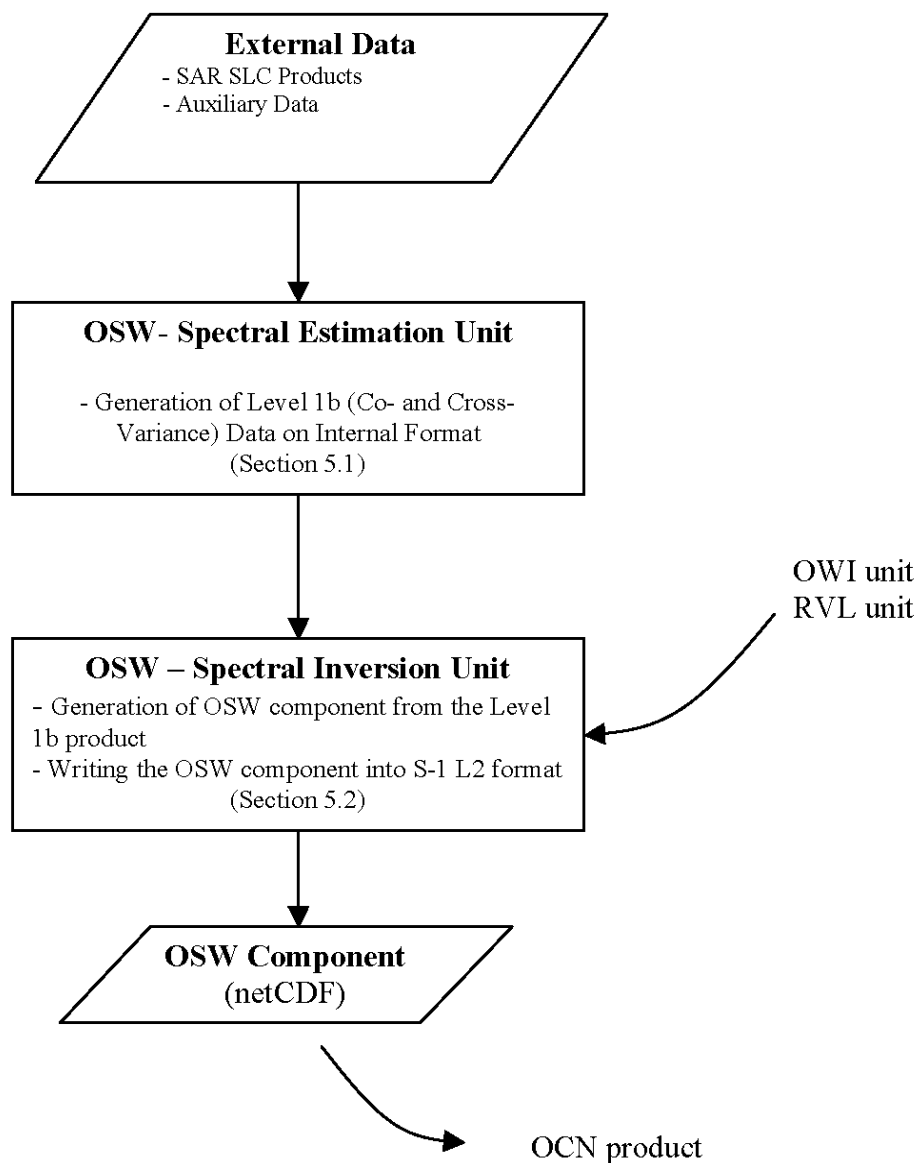 External Data
- SAR SLC Products
- Auxiliary Data
OSW- Spectral Estimation Unit
- Generation of Level 1b (Co- and Cross-
Variance) Data on Internal Format
(Section 5.1)
OWI unit
RVL unit
OSW – Spectral Inversion Unit
- Generation of OSW component from the Level
1b product
- Writing the OSW component into S-1 L2 format
(Section 5.2)
OSW Component
(netCDF)
OCN product